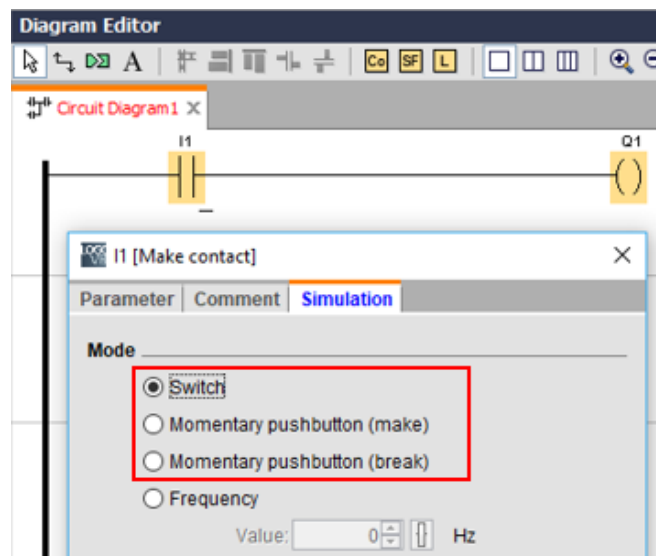 Diagram Editor
A Co SF L
Circuit Diagram1
I1 Q1
I1 [Make contact]
Parameter Comment Simulation
Mode
Switch
Momentary pushbutton (make)
Momentary pushbutton (break)
Frequency
Value: 0 Hz